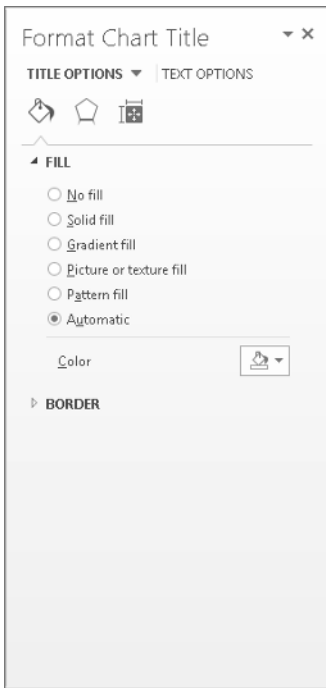 Format Chart Title
TITLE OPTIONS TEXT OPTIONS
FILL
No fill
Solid fill
Gradient fill
Picture or texture fill
Pattern fill
Automatic
Color
BORDER